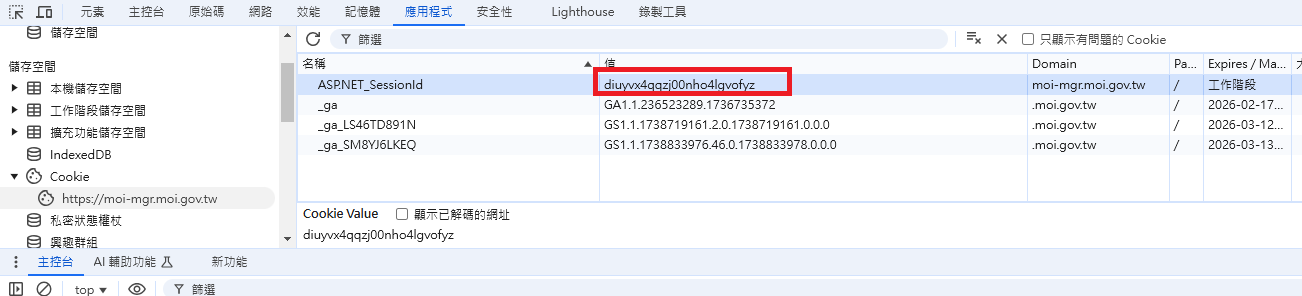 元素 主控台 原始碼 網路 效能 記憶體 應用程式 安全性 Lighthouse 錄製工具
儲存空間
篩選 只顯示有問題的 Cookie
儲存空間
名稱 值 Domain Pa... Expires / Ma...
本機儲存空間
ASP.NET_SessionId diuyvx4qqzj00nho4lgvofyz moi-mgr.moi.gov.tw / 工作階段
工作階段儲存空間
_ga GA1.1.236523289.1736735372 .moi.gov.tw / 2026-02-17...
擴充功能儲存空間
_ga_LS46TD891N GS1.1.1738719161.2.0.1738719161.0.0.0 .moi.gov.tw / 2026-03-12...
IndexedDB
_ga_SM8YJ6LKEQ GS1.1.1738833976.46.0.1738833978.0.0.0 .moi.gov.tw / 2026-03-13...
Cookie
https://moi-mgr.moi.gov.tw
私密狀態權杖
興趣群組
Cookie Value 顯示已解碼的網址
diuyvx4qqzj00nho4lgvofyz
主控台 AI 輔助功能 新功能
top 篩選